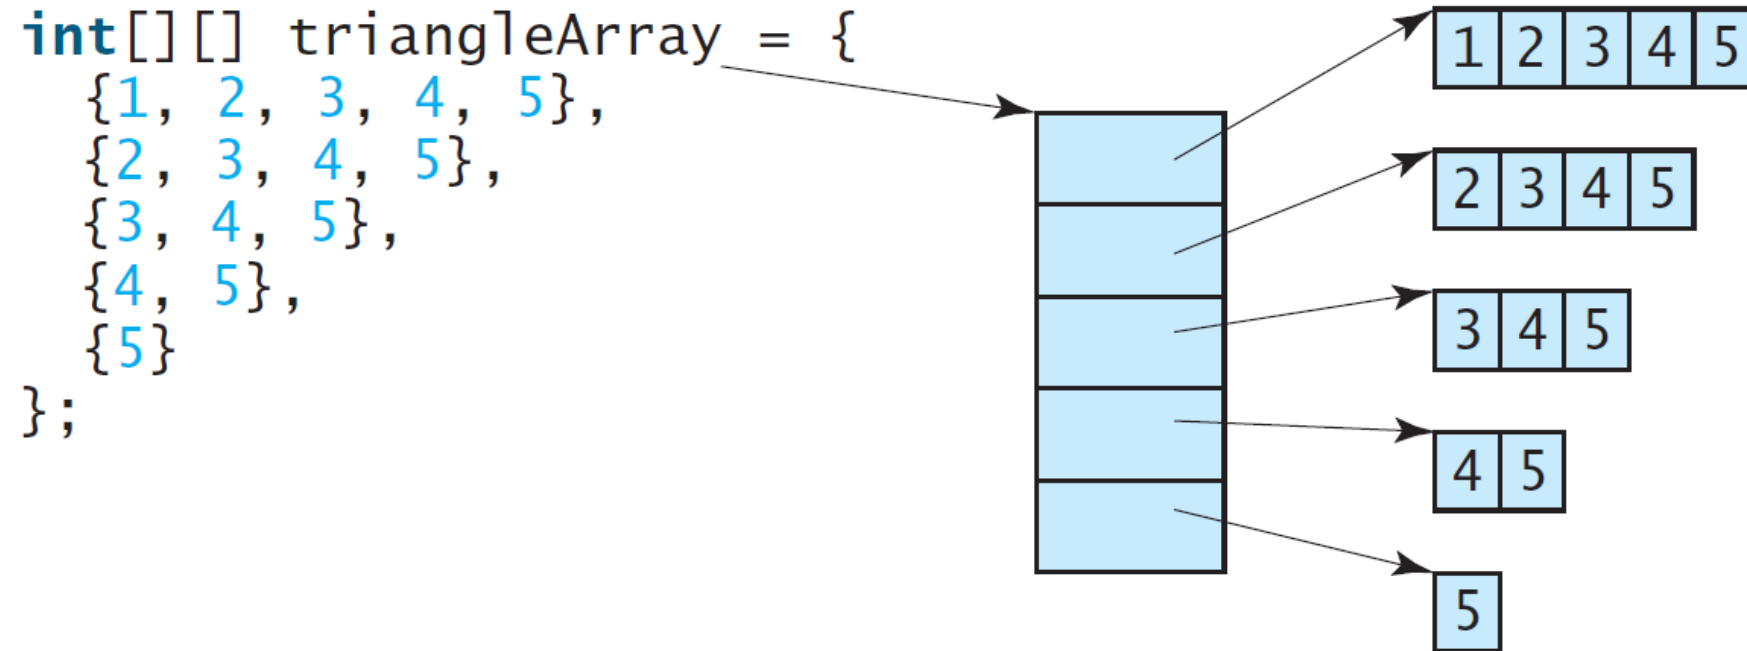 int[][] triangleArray = {
{1, 2, 3, 4, 5},
{2, 3, 4, 5},
{3, 4, 5},
{4, 5},
{5}
};
1 2 3 4 5
2 3 4 5
3 4 5
4 5
5